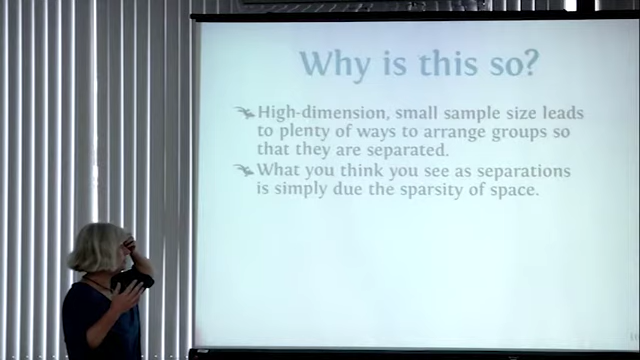 Why is this so?
High-dimension, small sample size leads
to plenty of ways to arrange groups so
that they are separated.
What you think you see as separations
is simply due the sparsity of space.